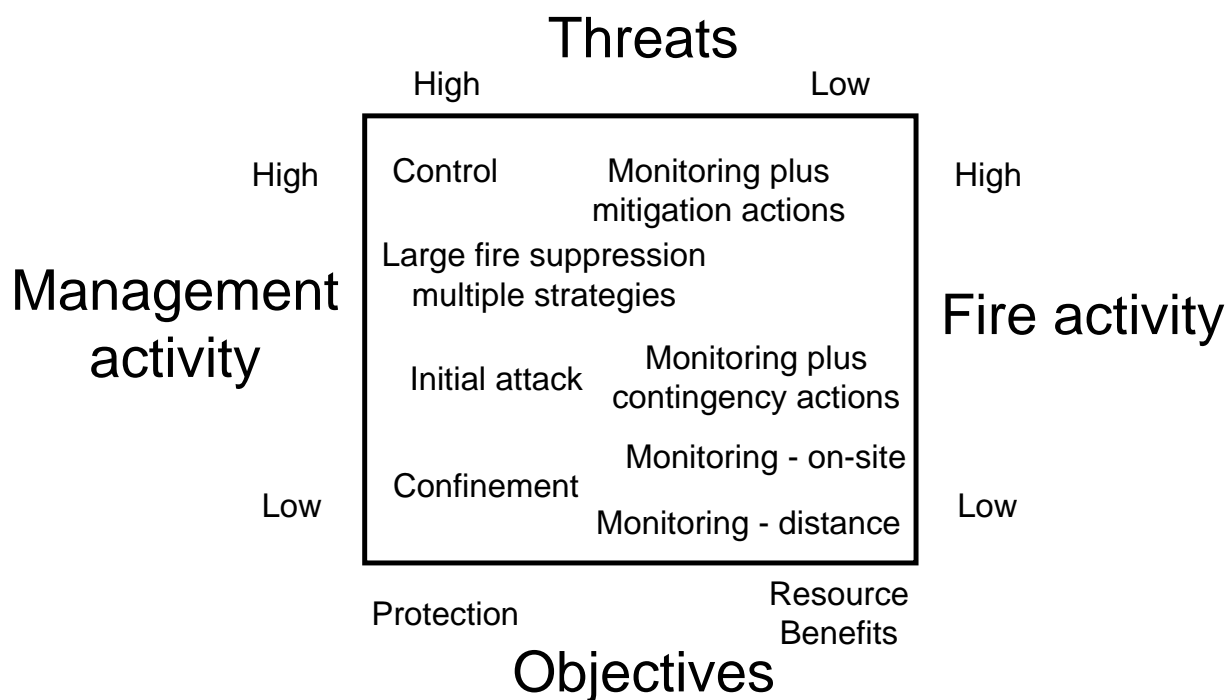 Threats
High
Low
High
Control
Monitoring plus
mitigation actions
High
Large fire suppression
multiple strategies
Management
activity
Fire activity
Initial attack
Monitoring plus
contingency actions
Monitoring - on-site
Confinement
Low
Monitoring - distance
Low
Protection
Resource
Benefits
Objectives